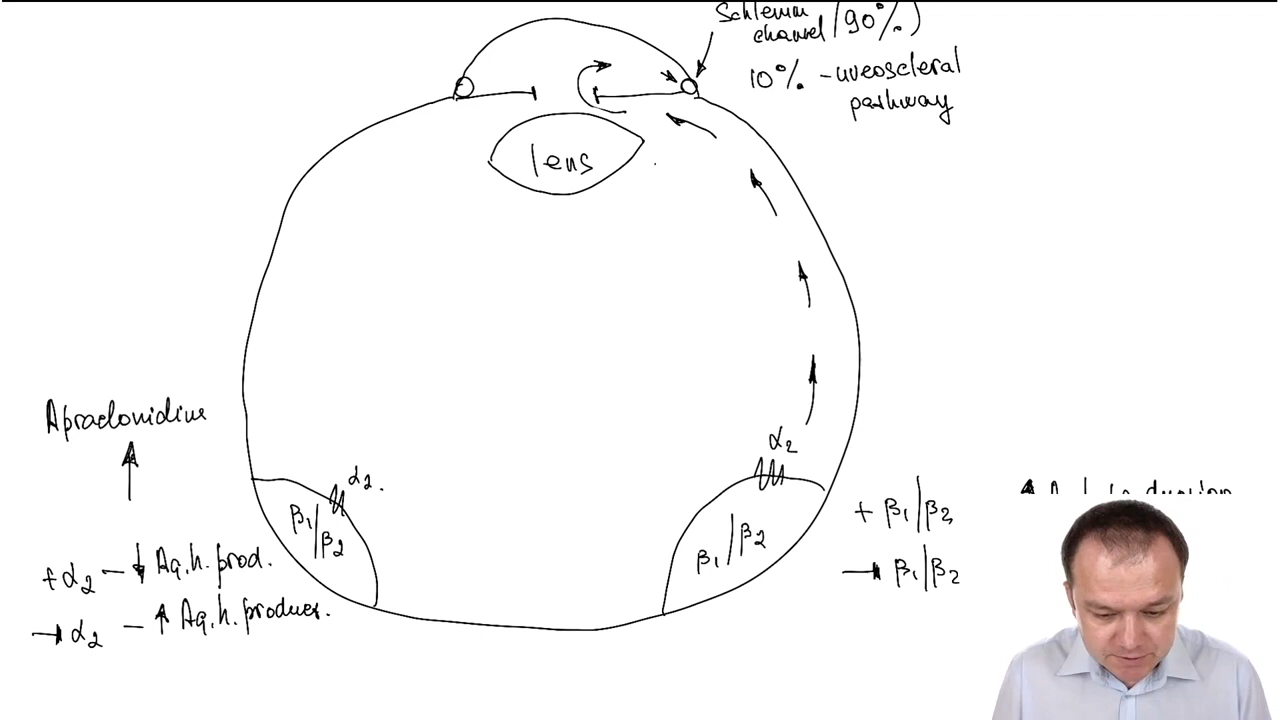 Schlemm
channel (90%)
10% - uveoscleral
pathway
lens
Apraclonidine
α2
α2.
β1/β2
β1/β2
+ β1/β2
β1/β2
+α2 – ↓ Aq.h. prod.
α2 – ↑ Aq.h. produc.